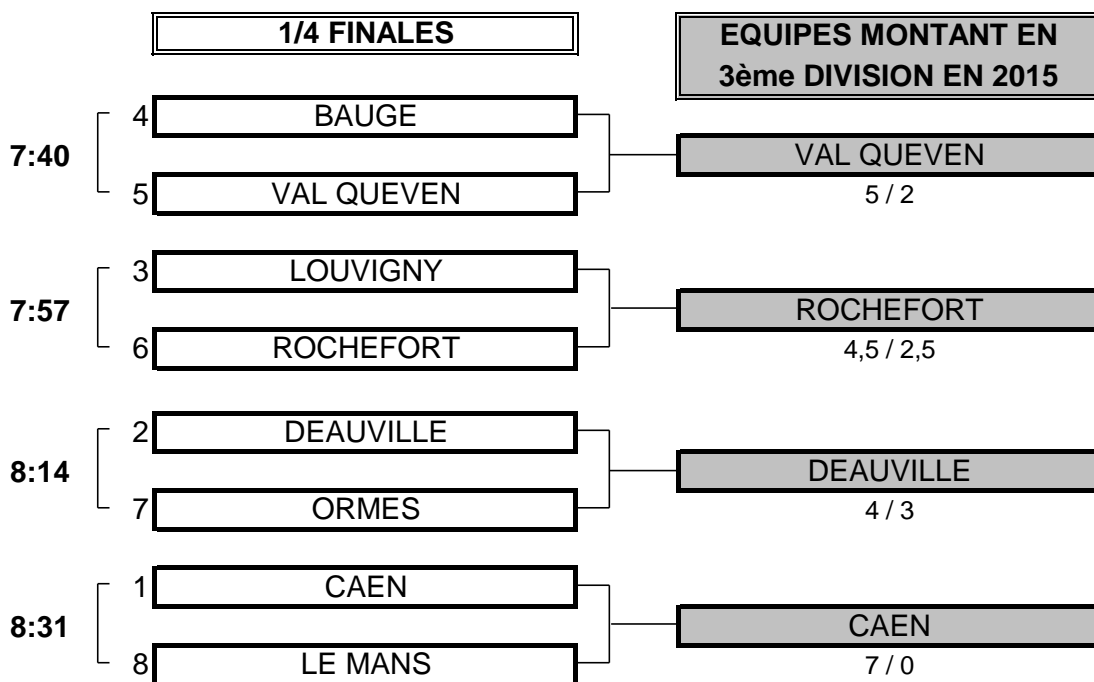 1/4 FINALES
EQUIPES MONTANT EN
3ème DIVISION EN 2015
4 BAUGE
7:40
VAL QUEVEN
5 VAL QUEVEN
5 / 2
3 LOUVIGNY
7:57
ROCHEFORT
6 ROCHEFORT
4,5 / 2,5
2 DEAUVILLE
8:14
DEAUVILLE
7 ORMES
4 / 3
1 CAEN
8:31
CAEN
8 LE MANS
7 / 0